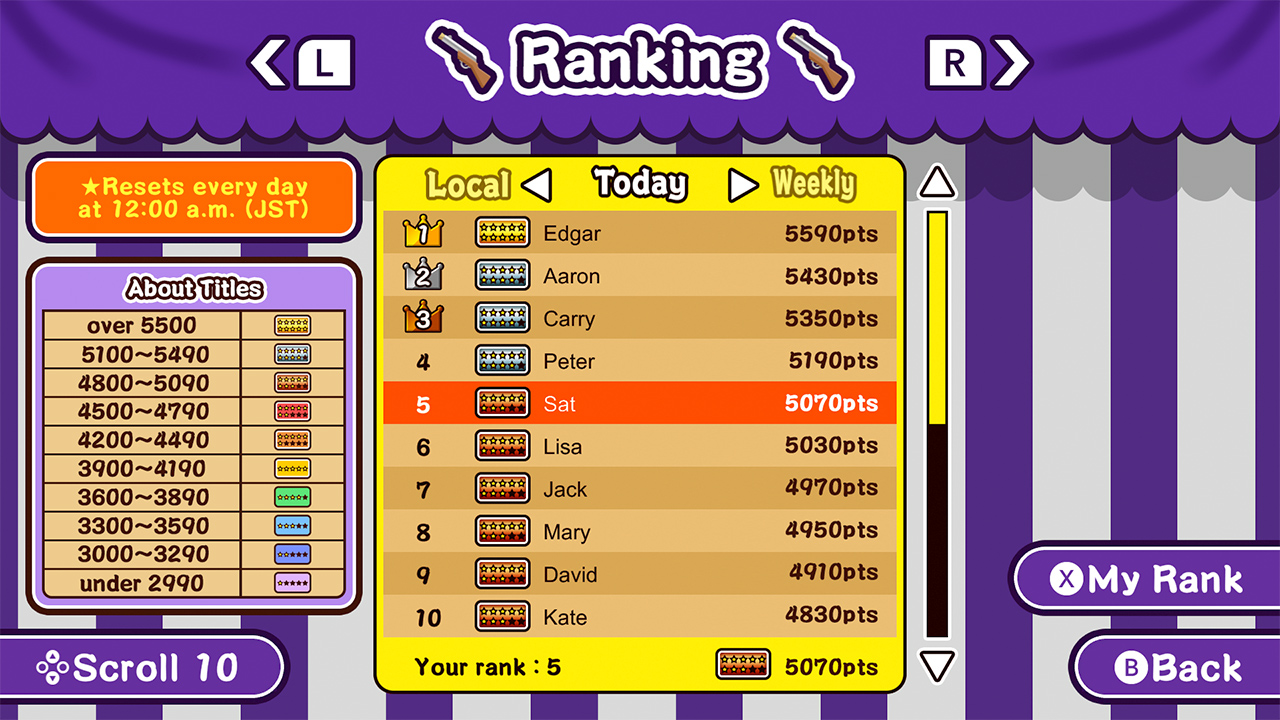 L
Ranking
R
★Resets every day
at 12:00 a.m. (JST)
About Titles
over 5500
5100~5490
4800~5090
4500~4790
4200~4490
3900~4190
3600~3890
3300~3590
3000~3290
under 2990
Local Today Weekly
1 Edgar 5590pts
2 Aaron 5430pts
3 Carry 5350pts
4 Peter 5190pts
5 Sat 5070pts
6 Lisa 5030pts
7 Jack 4970pts
8 Mary 4950pts
9 David 4910pts
10 Kate 4830pts
Your rank : 5 5070pts
Scroll 10
X My Rank
B Back